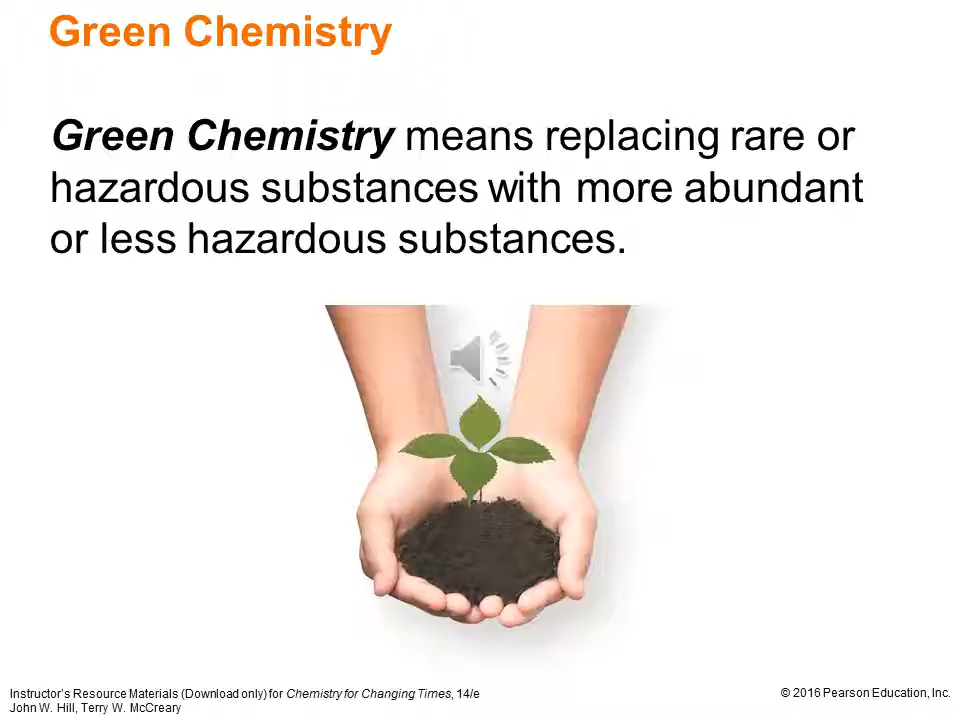 Green Chemistry
Green Chemistry means replacing rare or
hazardous substances with more abundant
or less hazardous substances.
Instructor's Resource Materials (Download only) for Chemistry for Changing Times, 14/e
John W. Hill, Terry W. McCreary
© 2016 Pearson Education, Inc.